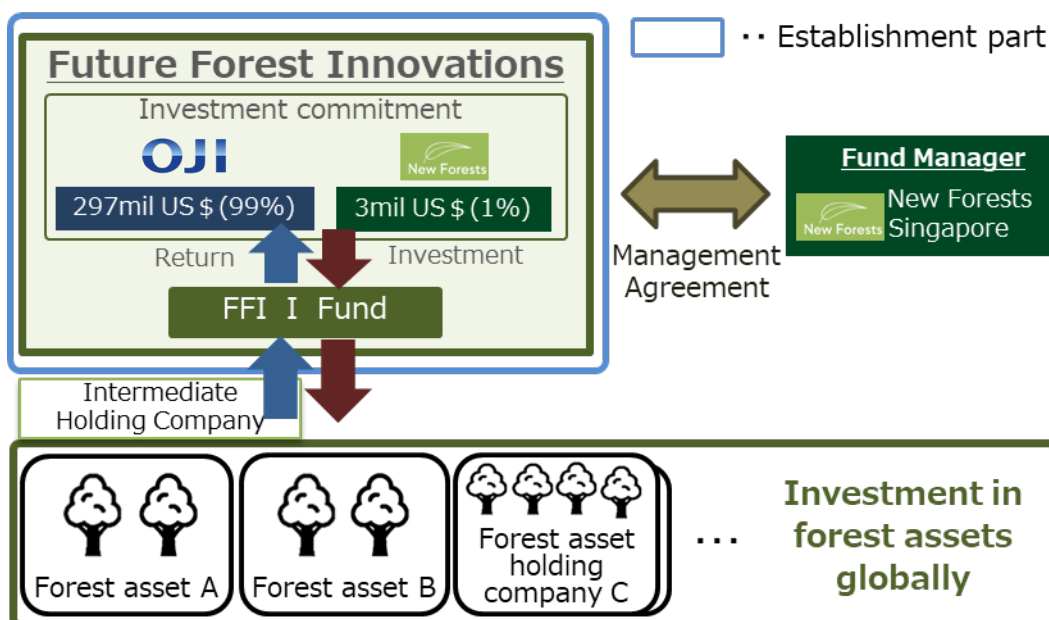 Future Forest Innovations
Investment commitment
OJI
New Forests
297mil US $ (99%)
3mil US $ (1%)
Return
Investment
FFI I Fund
‥ Establishment part
Management
Agreement
Fund Manager
New Forests
New Forests
Singapore
Intermediate
Holding Company
Forest asset A
Forest asset B
Forest asset
holding
company C
…
Investment in
forest assets
globally